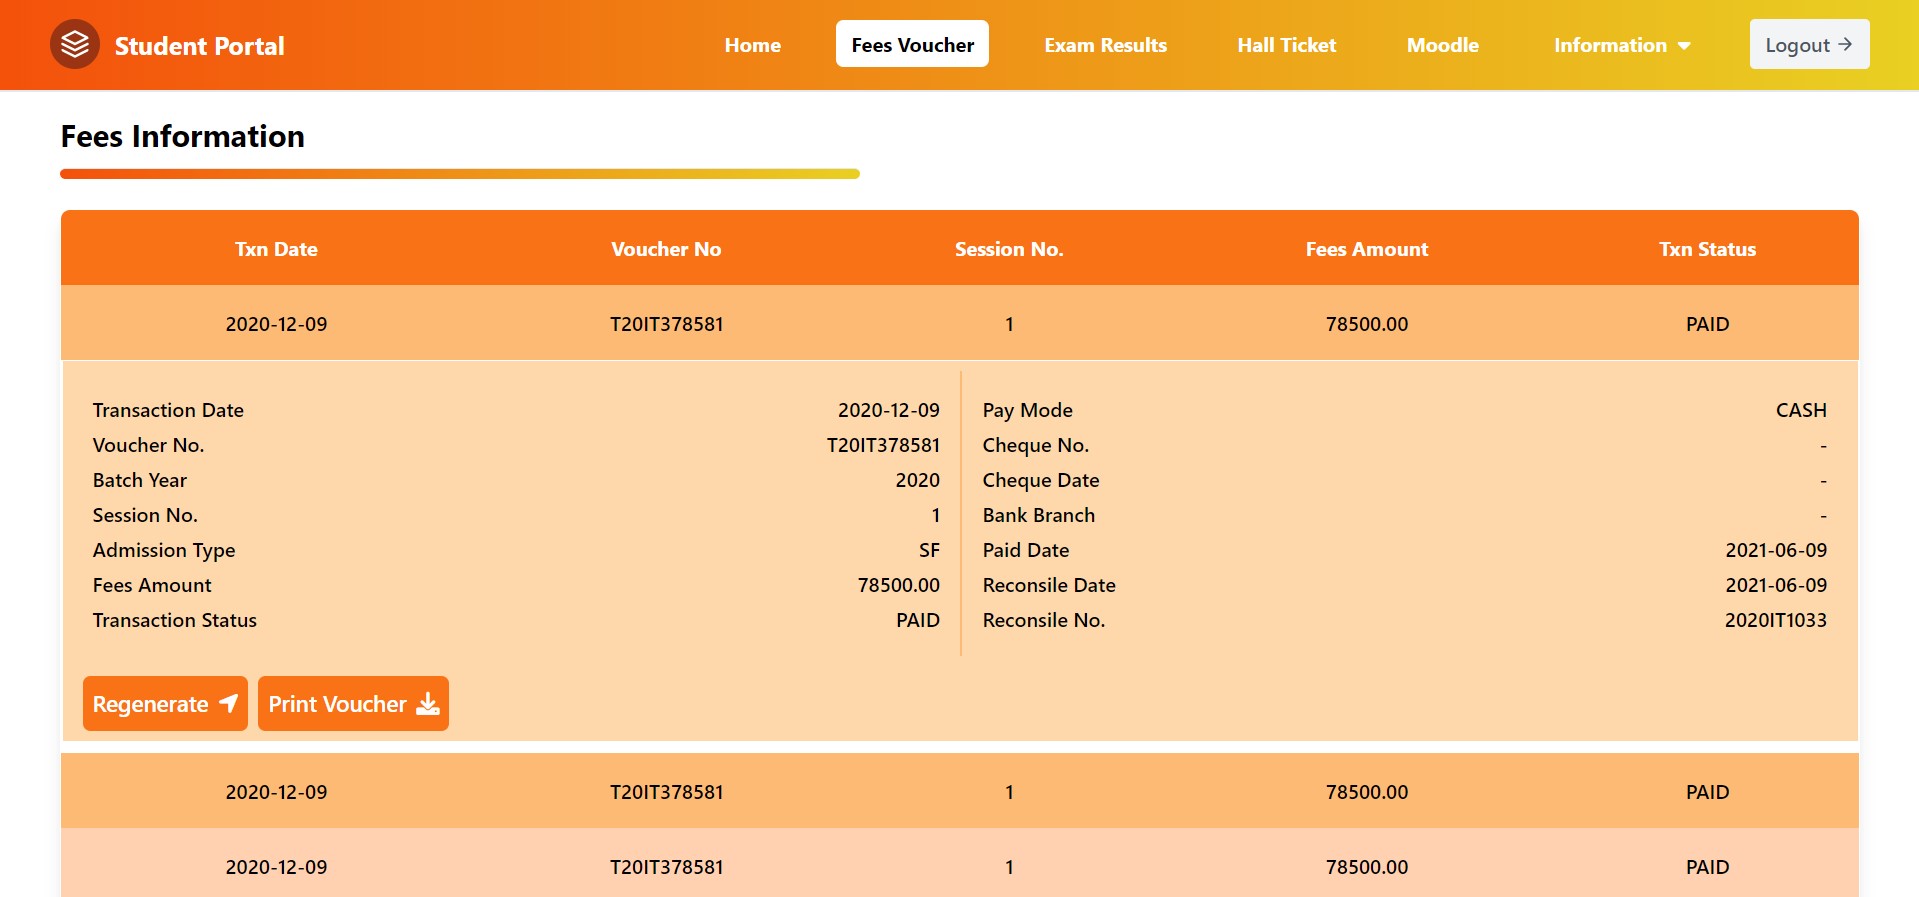 Student Portal
Home
Fees Voucher
Exam Results
Hall Ticket
Moodle
Information
Logout
Fees Information
Txn Date Voucher No Session No. Fees Amount Txn Status
2020-12-09 T20IT378581 1 78500.00 PAID
Transaction Date 2020-12-09
Voucher No. T20IT378581
Batch Year 2020
Session No. 1
Admission Type SF
Fees Amount 78500.00
Transaction Status PAID
Pay Mode CASH
Cheque No. -
Cheque Date -
Bank Branch -
Paid Date 2021-06-09
Reconsile Date 2021-06-09
Reconsile No. 2020IT1033
Regenerate
Print Voucher
2020-12-09 T20IT378581 1 78500.00 PAID
2020-12-09 T20IT378581 1 78500.00 PAID